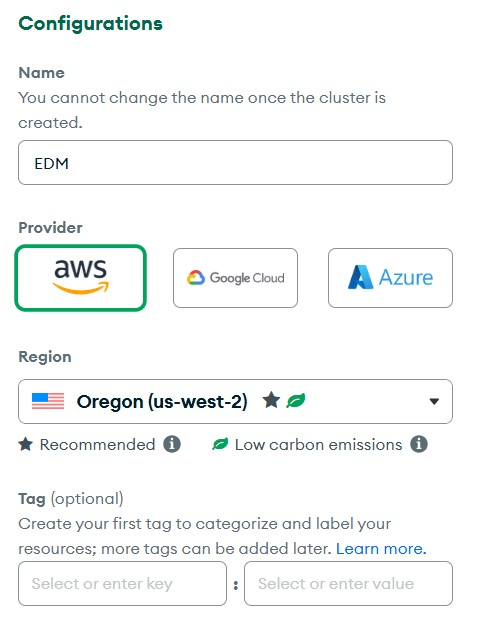 Configurations
Name
You cannot change the name once the cluster is
created.
EDM
Provider
aws
Google Cloud
Azure
Region
Oregon (us-west-2)
Recommended
Low carbon emissions
Tag (optional)
Create your first tag to categorize and label your
resources; more tags can be added later. Learn more.
Select or enter key : Select or enter value